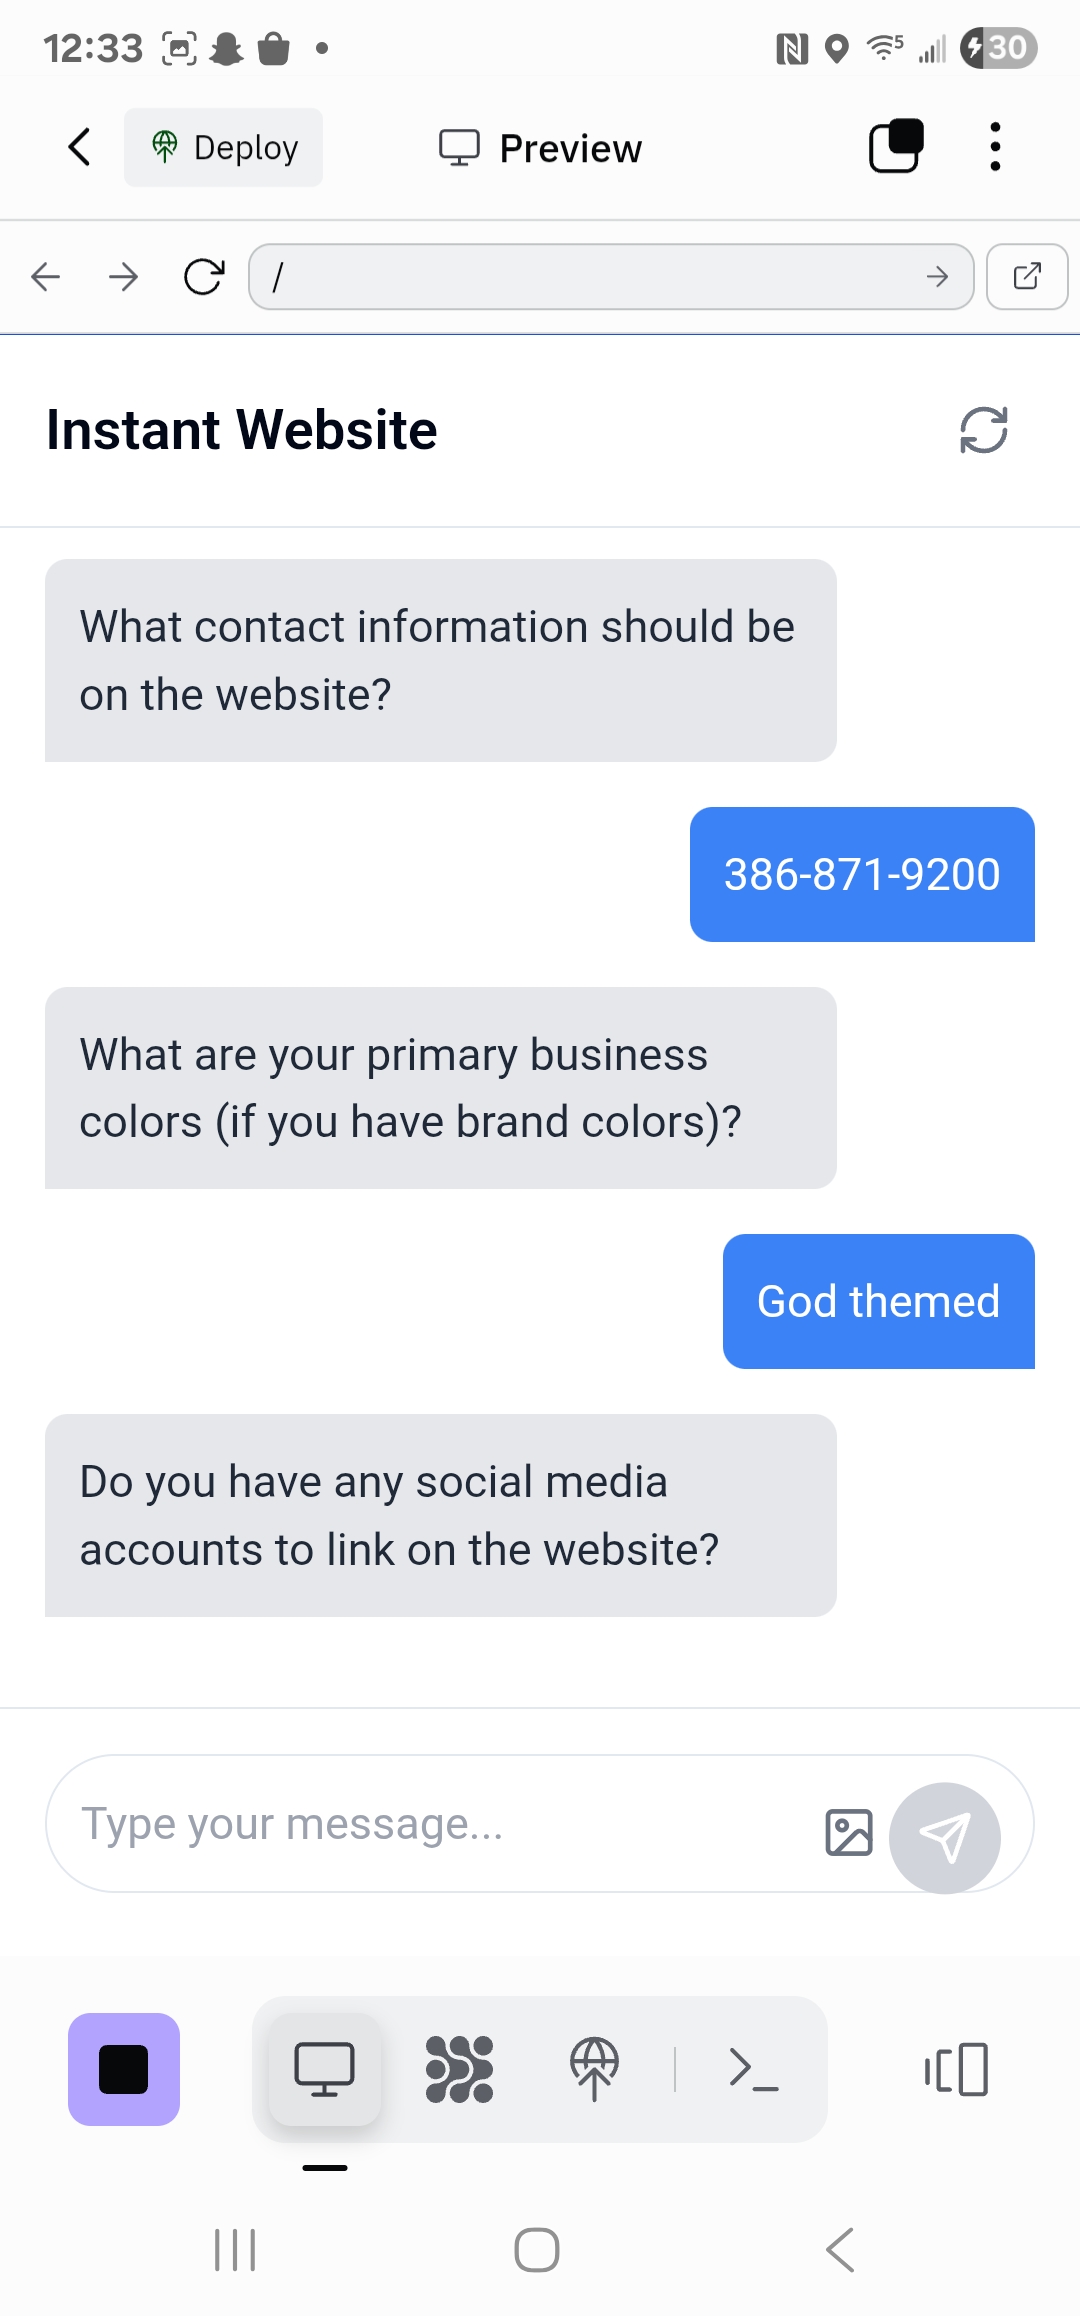 12:33
5
30
Deploy
Preview
/
Instant Website
What contact information should be
on the website?
386-871-9200
What are your primary business
colors (if you have brand colors)?
God themed
Do you have any social media
accounts to link on the website?
Type your message...